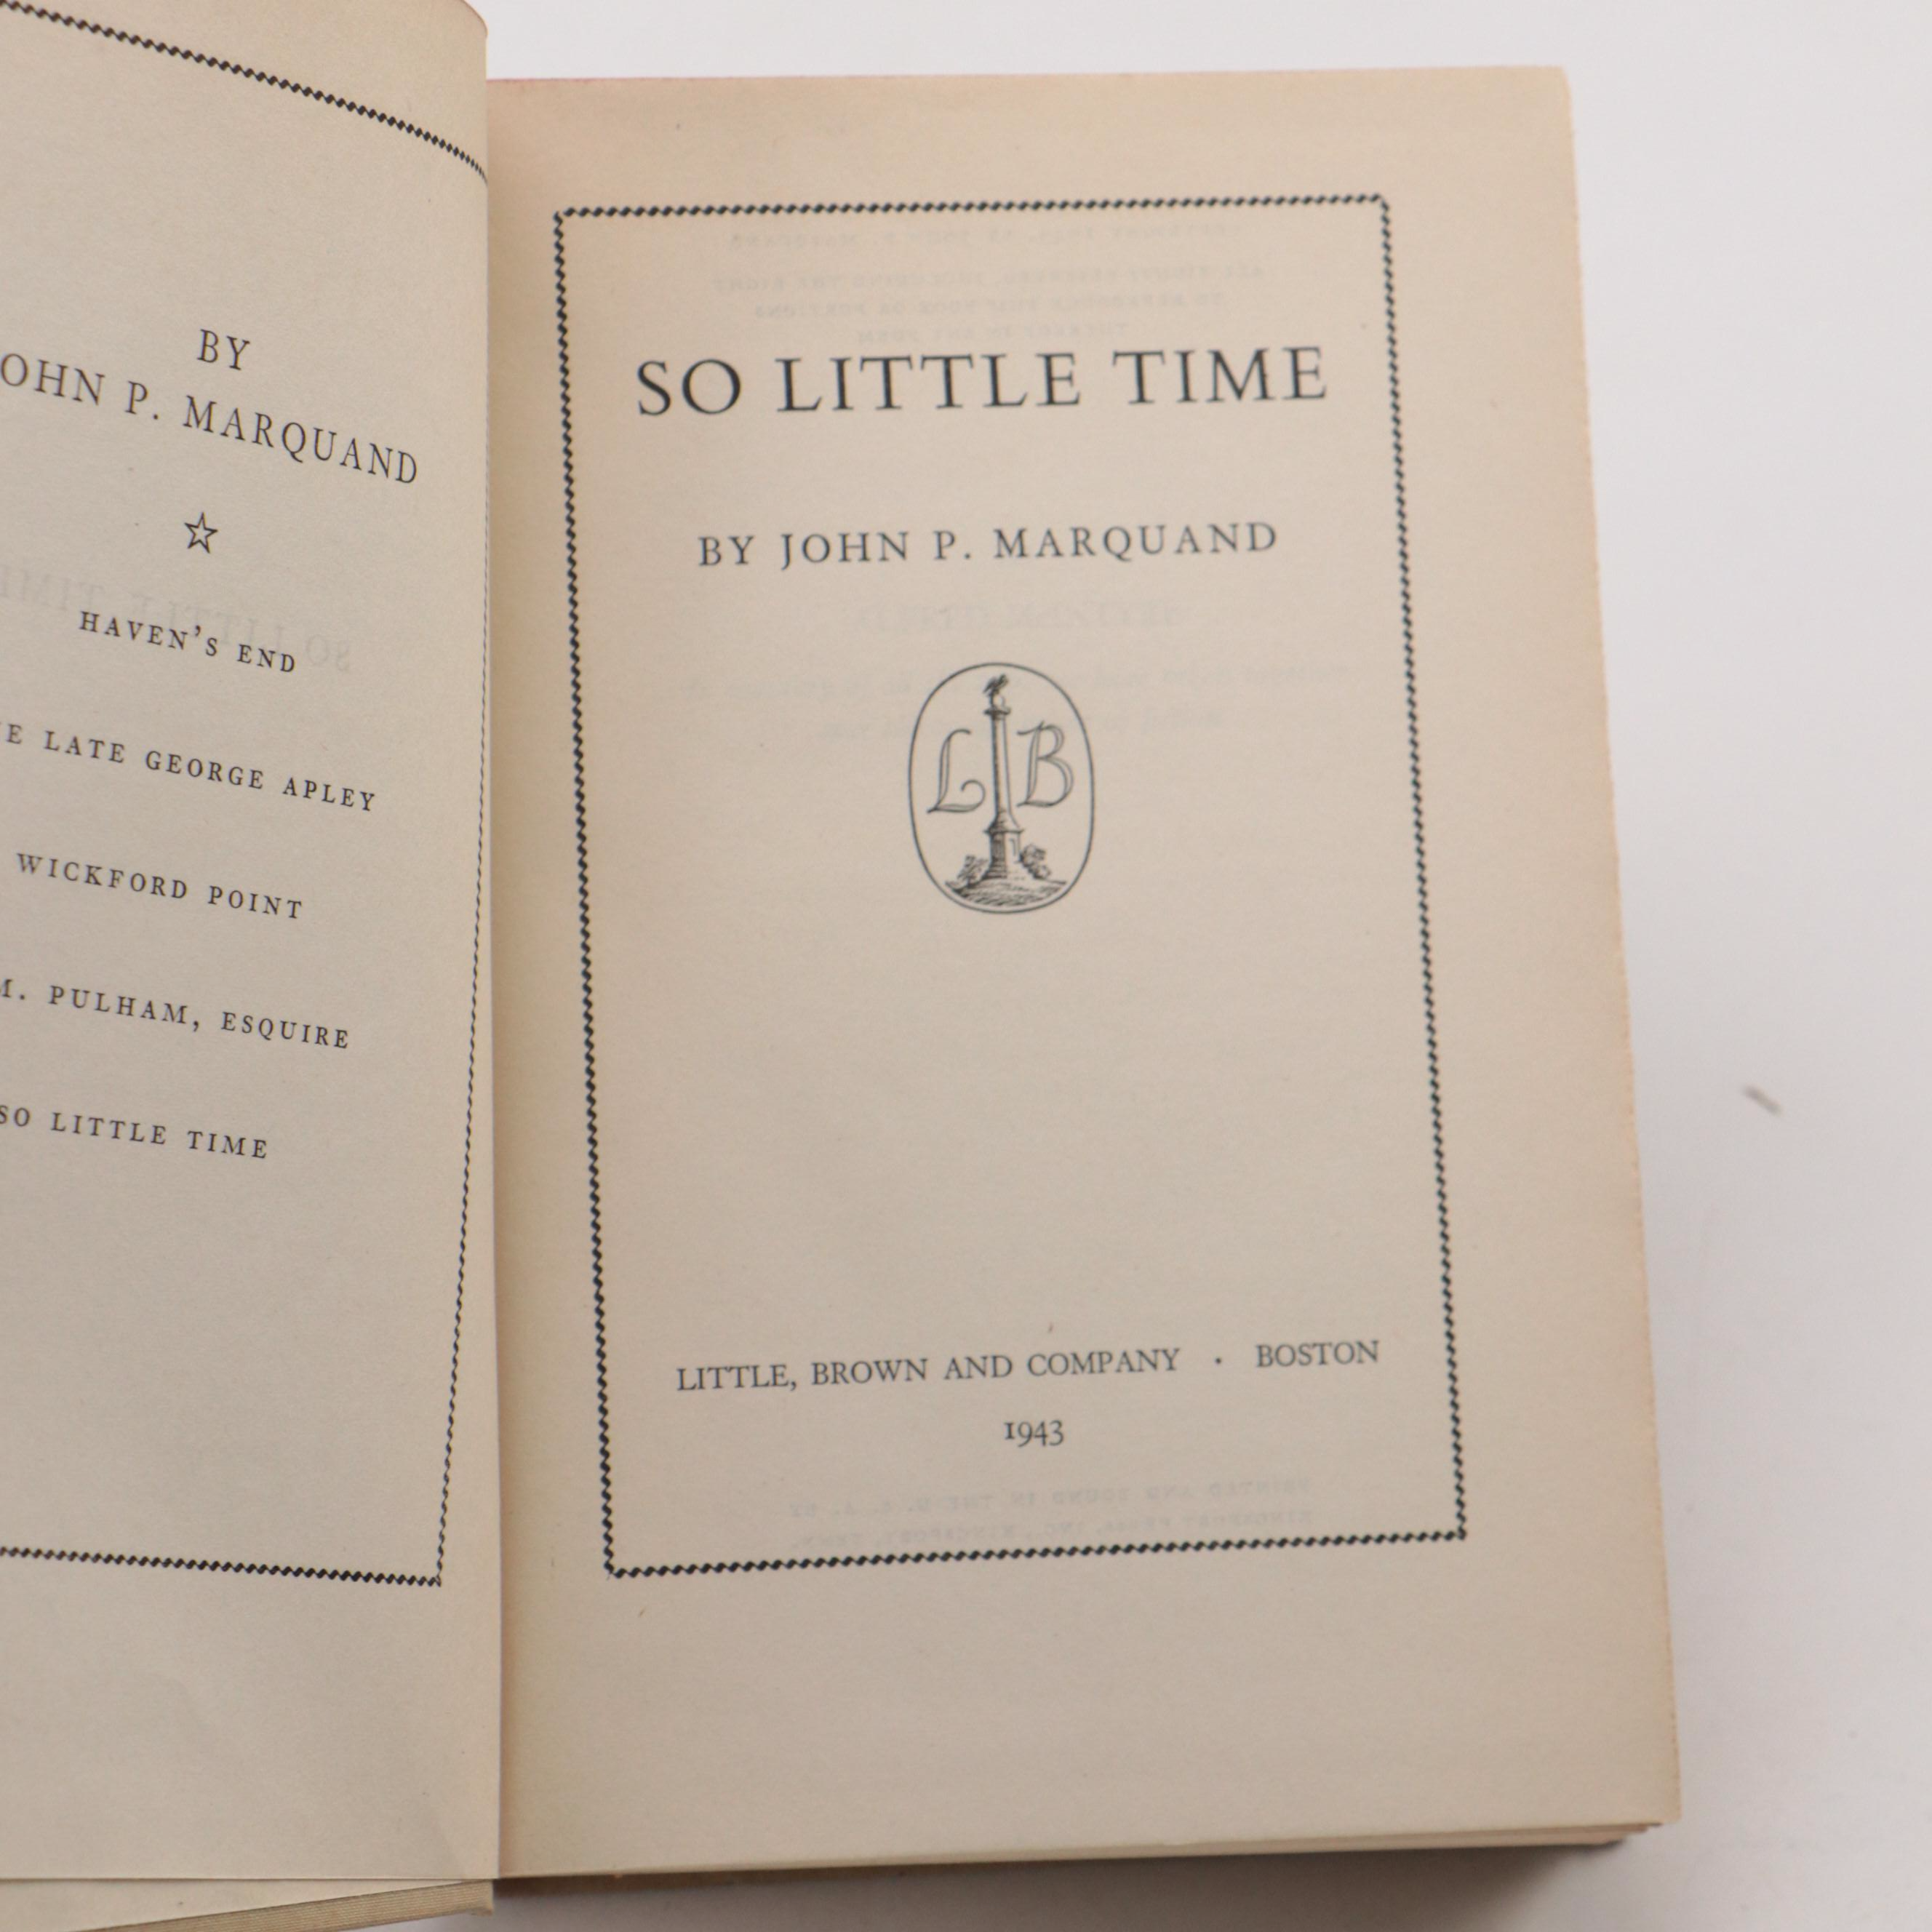 BY
OHN P. MARQUAND
HAVEN'S END
E LATE GEORGE APLEY
WICKFORD POINT
M. PULHAM, ESQUIRE
SO LITTLE TIME
SO LITTLE TIME
BY JOHN P. MARQUAND
L B
LITTLE, BROWN AND COMPANY · BOSTON
1943